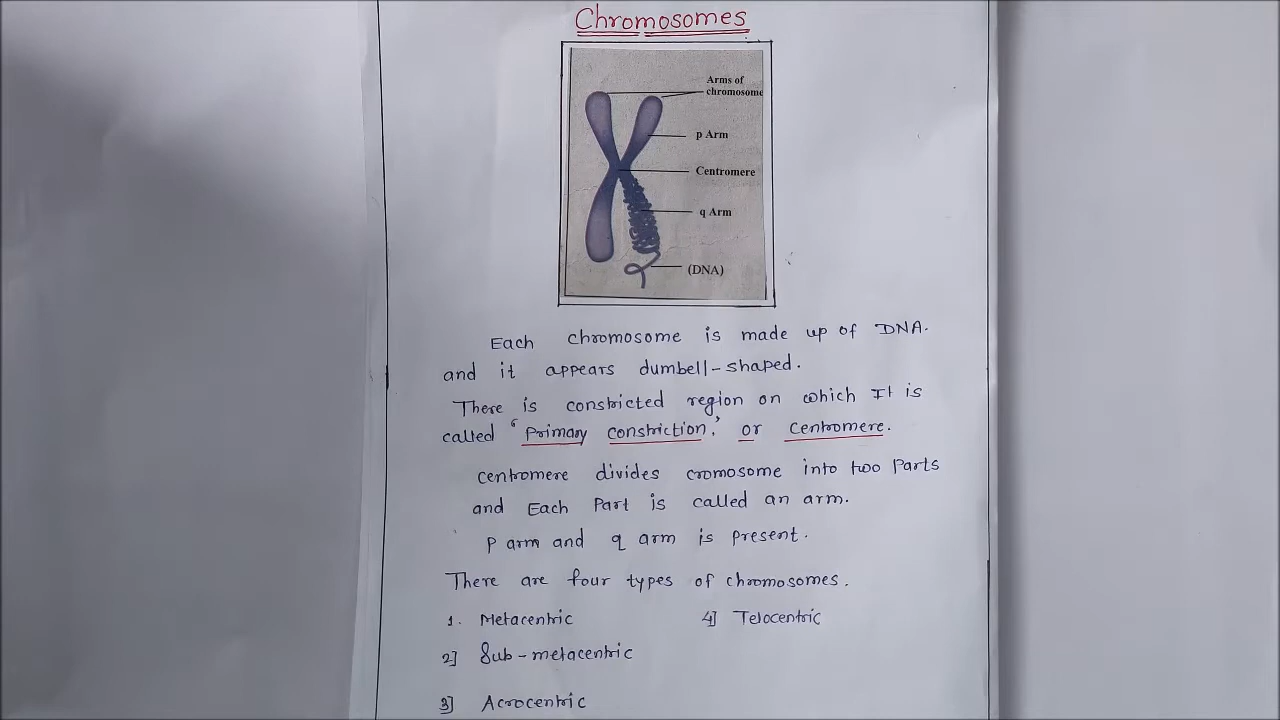 Chromosomes
Arms of
chromosome
p Arm
Centromere
q Arm
(DNA)
Each chromosome is made up of DNA.
and it appears dumbell-shaped.
There is constricted region on which It is
called 'Primary constriction,' or Centromere.
Centromere divides cromosome into two Parts
and Each Part is called an arm.
P arm and q arm is present.
There are four types of chromosomes.
1. Metacentric 4] Telocentric
2] Sub-metacentric
3] Acrocentric